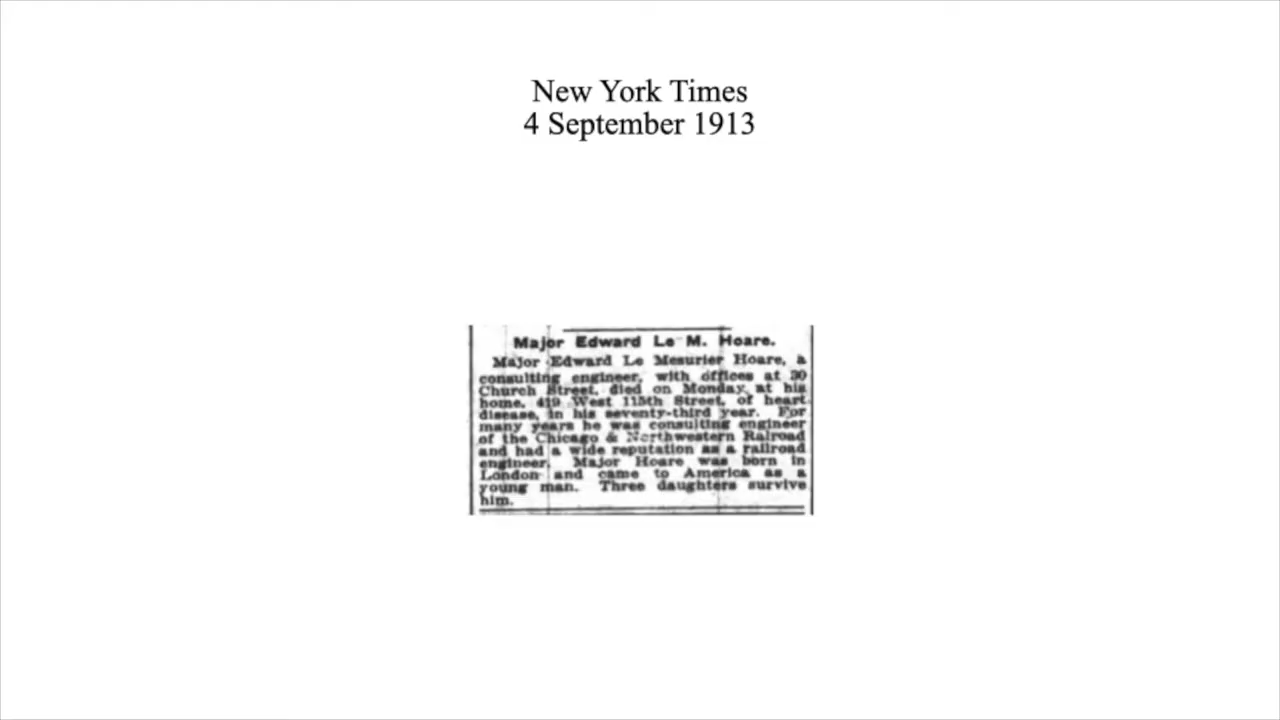 New York Times
4 September 1913
Major Edward Le M. Hoare.
Major Edward Le Mesurier Hoare, a
consulting engineer, with offices at 30
Church Street, died on Monday at his
home, 419 West 115th Street, of heart
disease, in his seventy-third year. For
many years he was consulting engineer
of the Chicago & Northwestern Ralroad
and had a wide reputation as a railroad
engineer. Major Hoare was born in
London and came to America as a
young man. Three daughters survive
him.